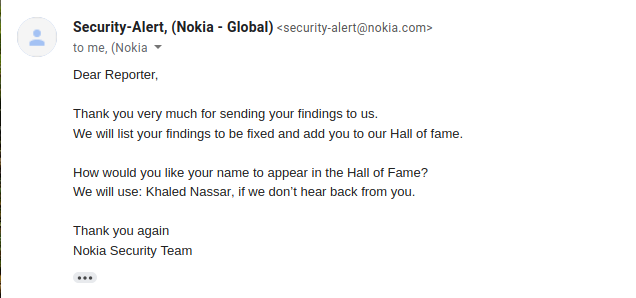 Security-Alert, (Nokia - Global) <security-alert@nokia.com>
to me, (Nokia
Dear Reporter,
Thank you very much for sending your findings to us.
We will list your findings to be fixed and add you to our Hall of fame.
How would you like your name to appear in the Hall of Fame?
We will use: Khaled Nassar, if we don’t hear back from you.
Thank you again
Nokia Security Team